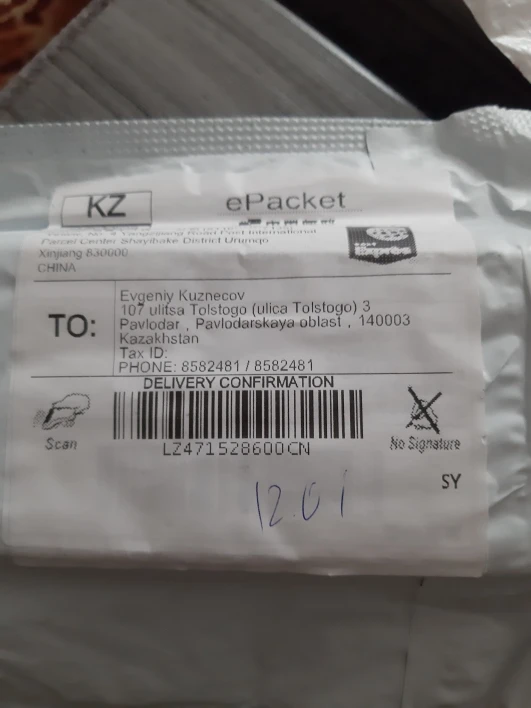 KZ
ePacket
Parcel Center Shayibake District Urumqo
Xinjiang 830000
CHINA
TO:
Evgeniy Kuznecov
107 ulitsa Tolstogo (ulica Tolstogo) 3
Pavlodar , Pavlodarskaya oblast , 140003
Kazakhstan
Tax ID:
PHONE: 8582481 / 8582481
DELIVERY CONFIRMATION
Scan
LZ471528600CN
No Signature
SY
12.01